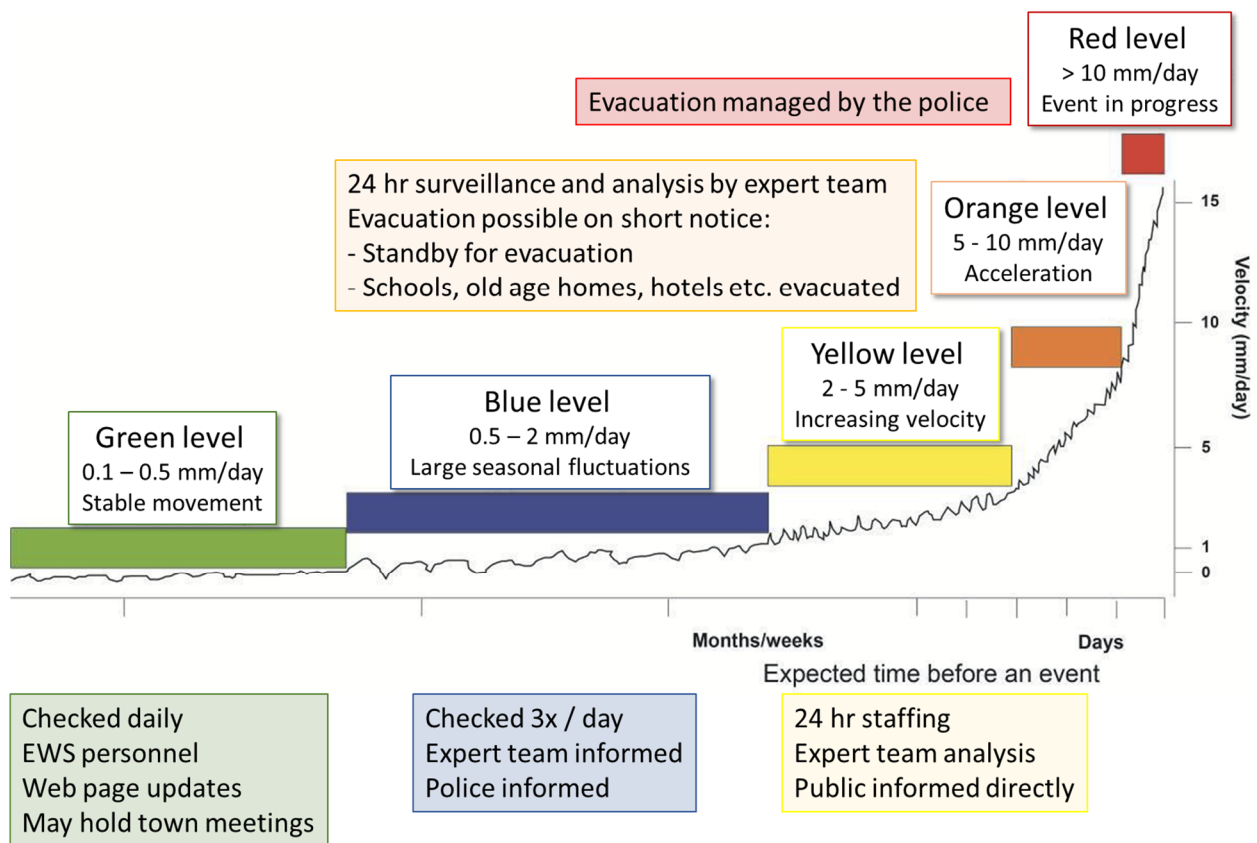 Red level
> 10 mm/day
Event in progress
Evacuation managed by the police
24 hr surveillance and analysis by expert team
Evacuation possible on short notice:
- Standby for evacuation
- Schools, old age homes, hotels etc. evacuated
Orange level
5 - 10 mm/day
Acceleration
Yellow level
2 - 5 mm/day
Increasing velocity
Blue level
0.5 – 2 mm/day
Large seasonal fluctuations
Green level
0.1 – 0.5 mm/day
Stable movement
15
10
5
1
0
Velocity (mm/day)
Months/weeks
Days
Expected time before an event
Checked daily
EWS personnel
Web page updates
May hold town meetings
Checked 3x / day
Expert team informed
Police informed
24 hr staffing
Expert team analysis
Public informed directly